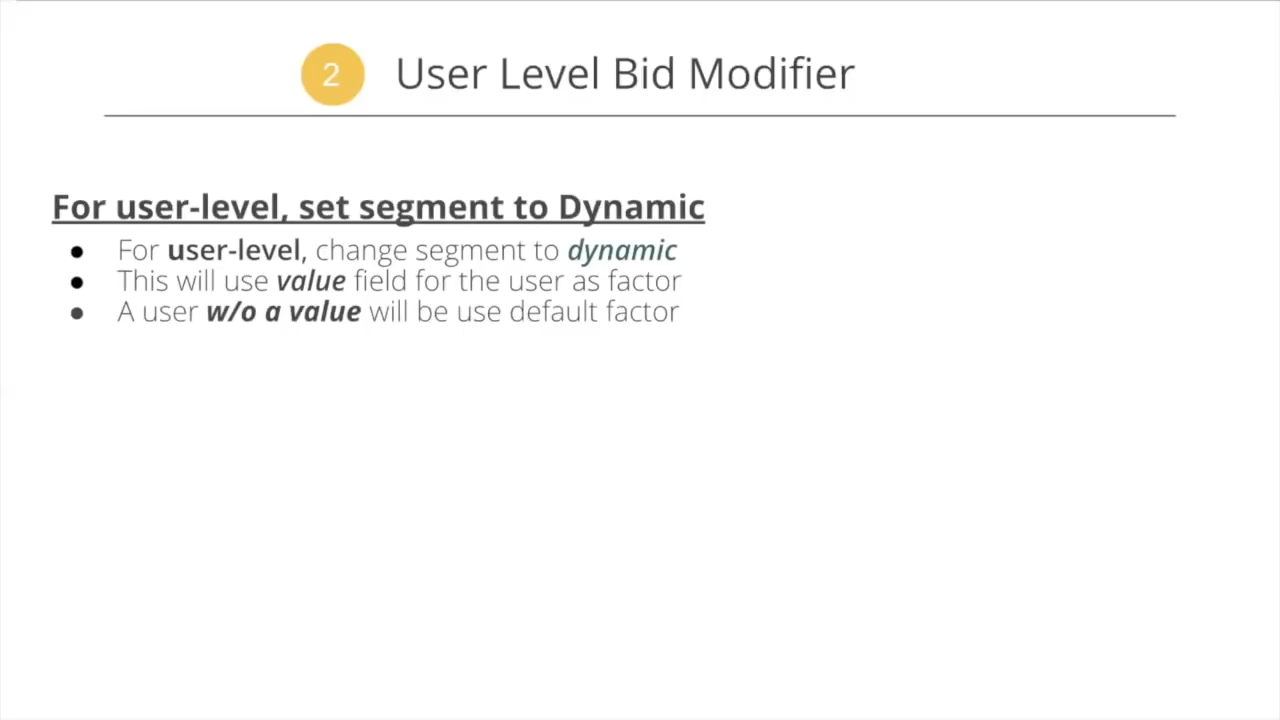 2 User Level Bid Modifier
For user-level, set segment to Dynamic
● For user-level, change segment to dynamic
● This will use value field for the user as factor
● A user w/o a value will be use default factor